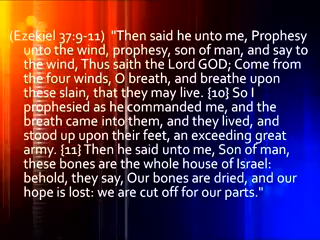 (Ezekiel 37:9-11)  "Then said he unto me, Prophesy
unto the wind, prophesy, son of man, and say to
the wind, Thus saith the Lord GOD; Come from
the four winds, O breath, and breathe upon
these slain, that they may live. {10} So I
prophesied as he commanded me, and the
breath came into them, and they lived, and
stood up upon their feet, an exceeding great
army. {11} Then he said unto me, Son of man,
these bones are the whole house of Israel:
behold, they say, Our bones are dried, and our
hope is lost: we are cut off for our parts."